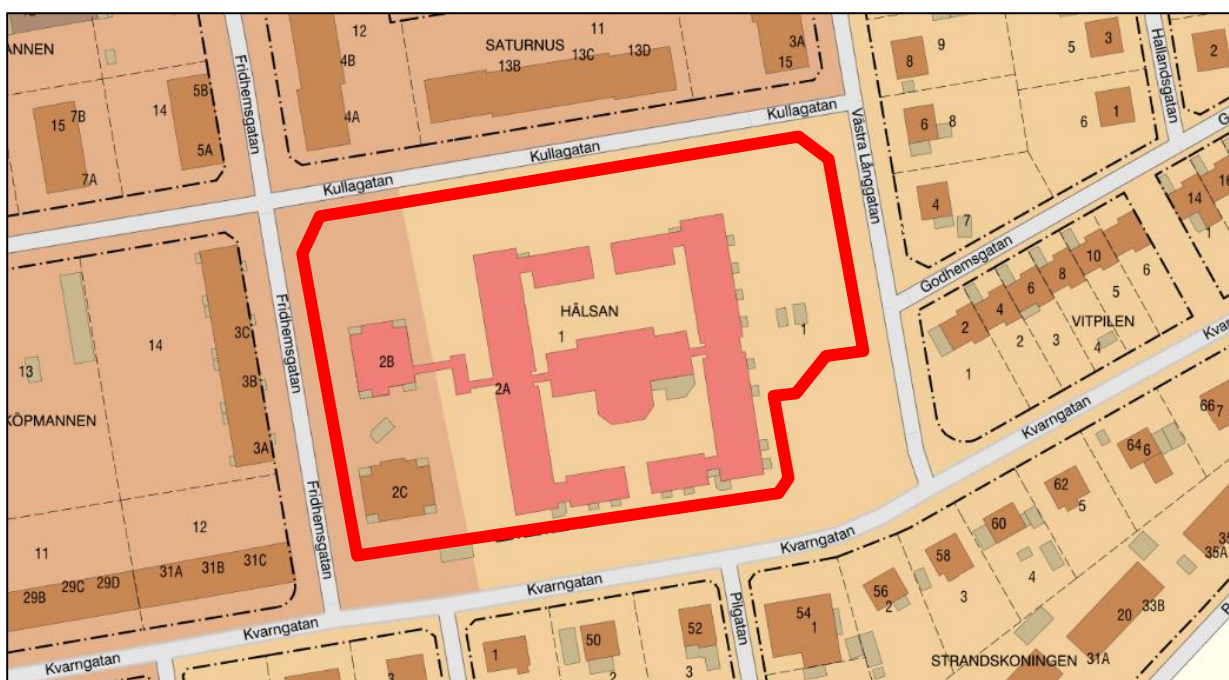 12
11
ANNEN
SATURNUS
13C
13D
3A
15
4B
13B
9
8
5
3
Hallandsgatan
2
Fridhemsgatan
5B
14
7B
15
5A
7A
4A
Kullagatan
Kullagatan
Västra Långgatan
6
8
1
6
4
7
14
16
1
Godhemsgatan
10
8
6
4
2
6
5
VITPILEN
4
3
2
1
Kvarngatan
Fridhemsgatan
3C
14
13
3B
KÖPMANNEN
3A
HÄLSAN
1
1
2B
2A
2C
Fridhemsgatan
12
11
31C
31B
31A
29D
29C
29B
Kvarngatan
Kvarngatan
Kvarngatan
Kvarngatan
Pilgatan
66
7
64
6
62
5
60
58
4
3
56
2
54
1
52
3
50
2
1
3
35A
33B
20
31A
STRANDSKONINGEN